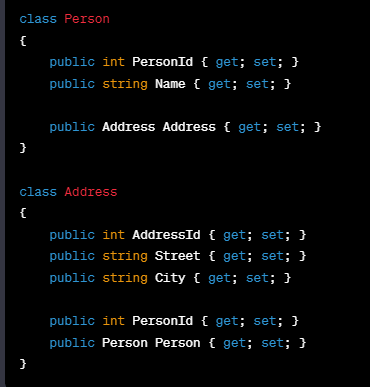 class Person
{
    public int PersonId { get; set; }
    public string Name { get; set; }

    public Address Address { get; set; }
}

class Address
{
    public int AddressId { get; set; }
    public string Street { get; set; }
    public string City { get; set; }

    public int PersonId { get; set; }
    public Person Person { get; set; }
}